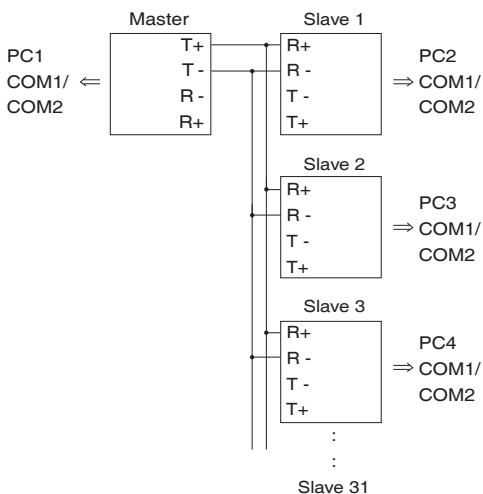 Master
PC1
COM1/
COM2
⇐
T+
T -
R -
R+
Slave 1
R+
R -
T -
T+
⇒
PC2
COM1/
COM2
Slave 2
R+
R -
T -
T+
⇒
PC3
COM1/
COM2
Slave 3
R+
R -
T -
T+
⇒
PC4
COM1/
COM2
:
:
Slave 31